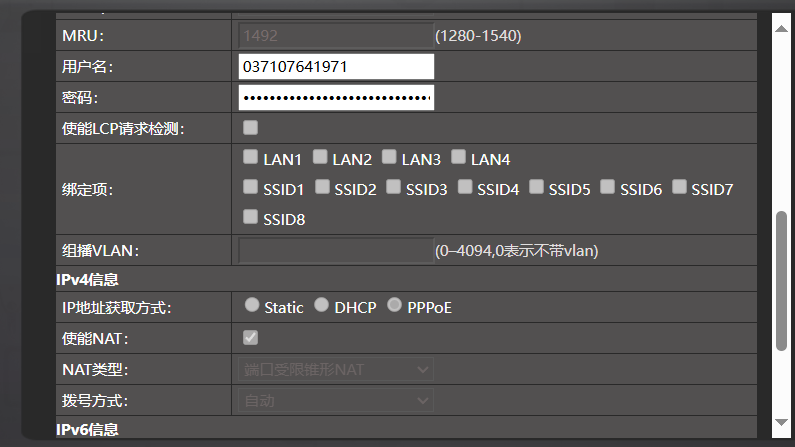 MRU: 1492 (1280-1540)
用户名: 037107641971
密码: ••••••••••••••••••••••••••••••
使能LCP请求检测:
绑定项: LAN1 LAN2 LAN3 LAN4
SSID1 SSID2 SSID3 SSID4 SSID5 SSID6 SSID7
SSID8
组播VLAN: (0–4094,0表示不带vlan)
IPv4信息
IP地址获取方式: Static DHCP PPPoE
使能NAT:
NAT类型: 端口受限锥形NAT
拨号方式: 自动
IPv6信息